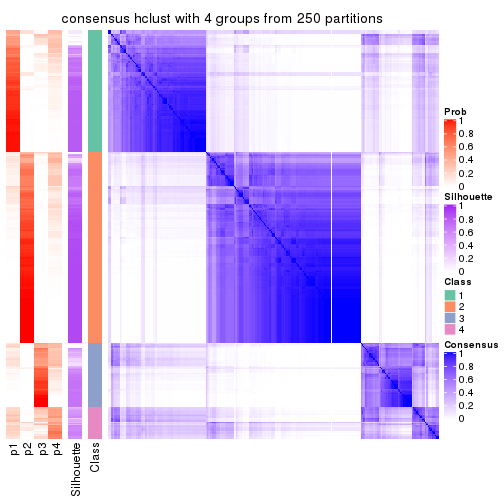 consensus hclust with 4 groups from 250 partitions
Prob
1
0.8
0.6
0.4
0.2
0
Silhouette
1
0.8
0.6
0.4
0.2
0
Class
1
2
3
4
Consensus
1
0.8
0.6
0.4
0.2
0
p1
p2
p3
p4
Silhouette
Class